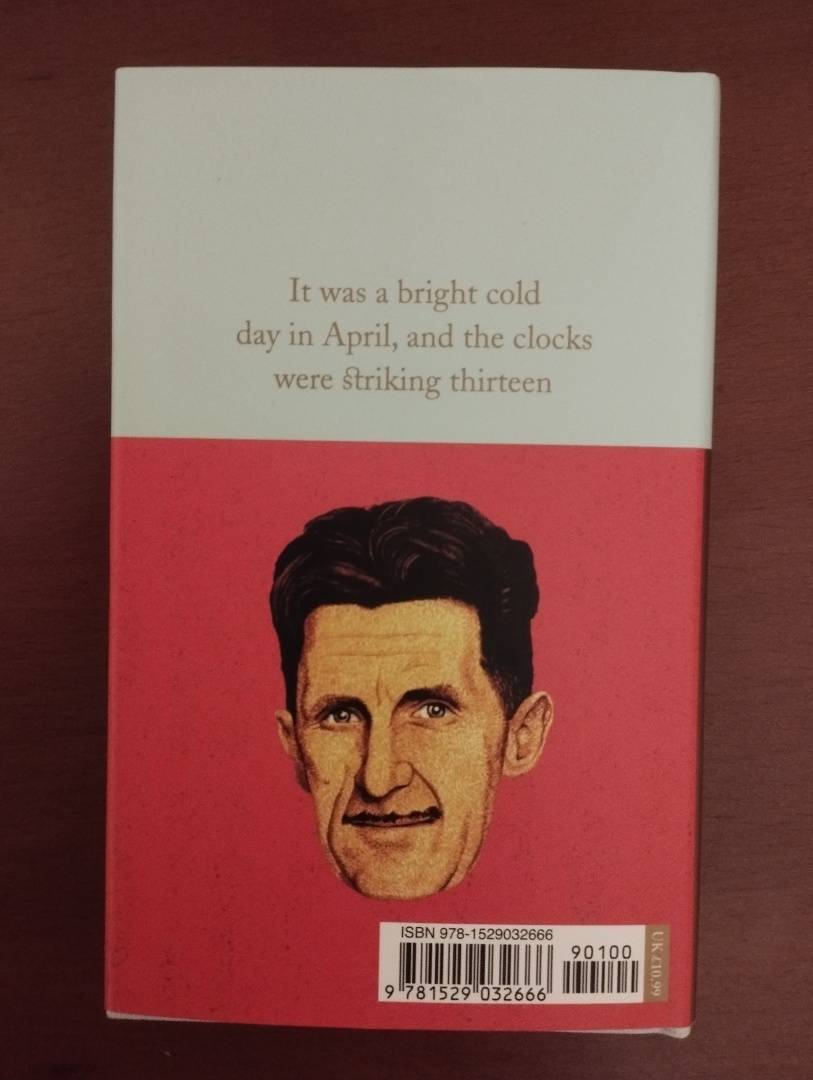 It was a bright cold
day in April, and the clocks
were striking thirteen
ISBN 978-1529032666
90100
9 781529 032666
UK £10.99